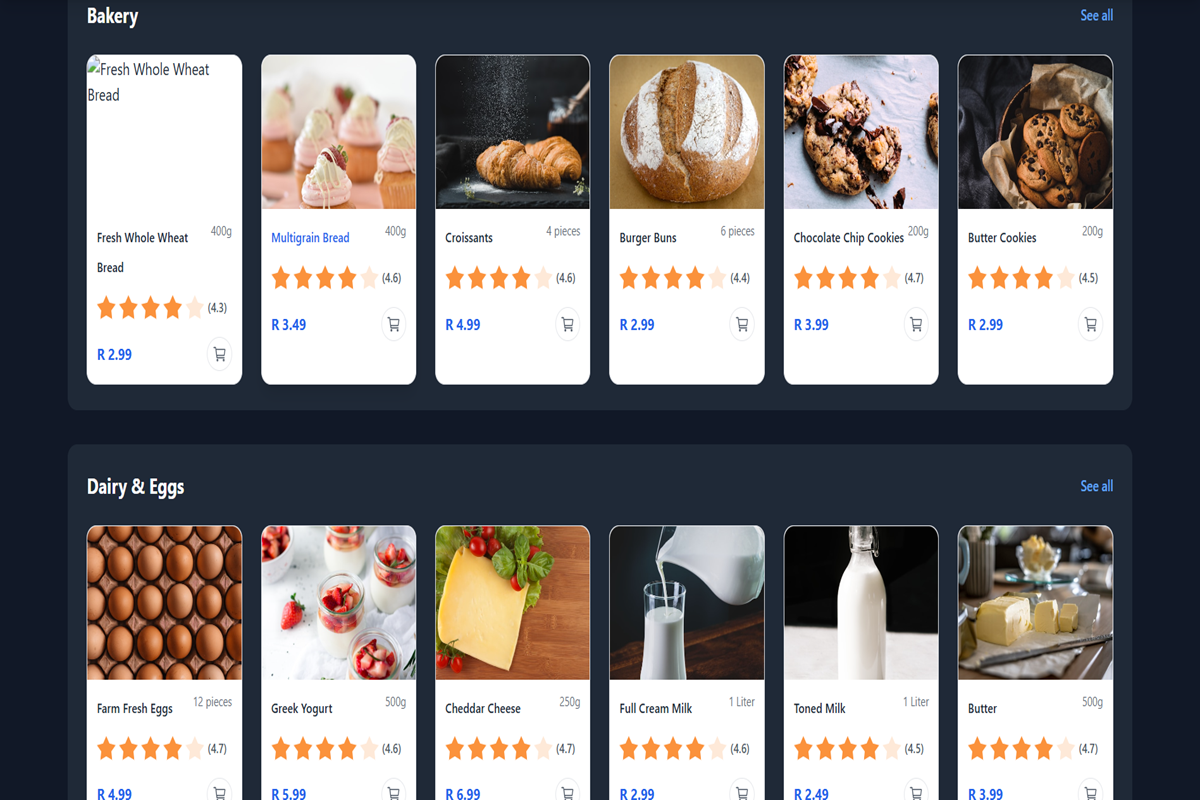 Bakery
See all
Fresh Whole Wheat
Bread
Fresh Whole Wheat 400g
Bread
(4.3)
R 2.99
Multigrain Bread 400g
(4.6)
R 3.49
Croissants 4 pieces
(4.6)
R 4.99
Burger Buns 6 pieces
(4.4)
R 2.99
Chocolate Chip Cookies 200g
(4.7)
R 3.99
Butter Cookies 200g
(4.5)
R 2.99
Dairy & Eggs
See all
Farm Fresh Eggs 12 pieces
(4.7)
R 4.99
Greek Yogurt 500g
(4.6)
R 5.99
Cheddar Cheese 250g
(4.7)
R 6.99
Full Cream Milk 1 Liter
(4.6)
R 2.99
Toned Milk 1 Liter
(4.5)
R 2.49
Butter 500g
(4.7)
R 3.99